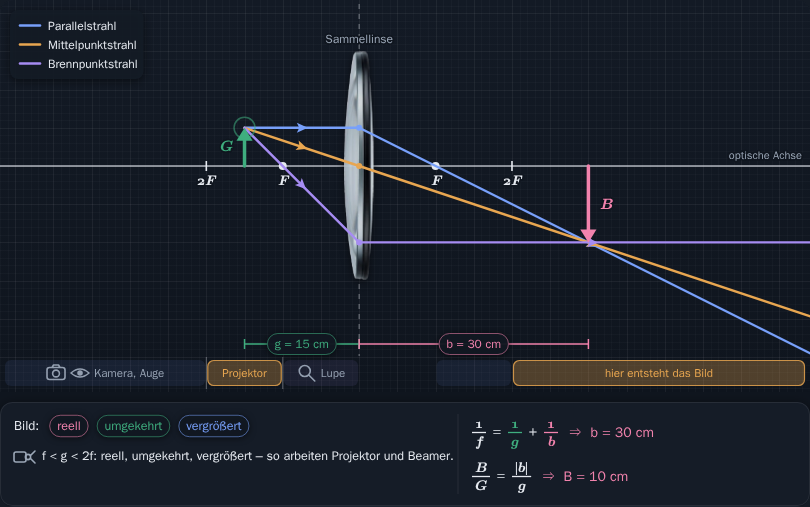 Parallelstrahl
Mittelpunktstrahl
Brennpunktstrahl
Sammellinse
G
optische Achse
2F
F
F
2F
B
g = 15 cm
b = 30 cm
Kamera, Auge
Projektor
Lupe
hier entsteht das Bild
Bild: reell umgekehrt vergrößert
f < g < 2f: reell, umgekehrt, vergrößert – so arbeiten Projektor und Beamer.
1/f = 1/g + 1/b ⇒ b = 30 cm
B/G = |b|/g ⇒ B = 10 cm